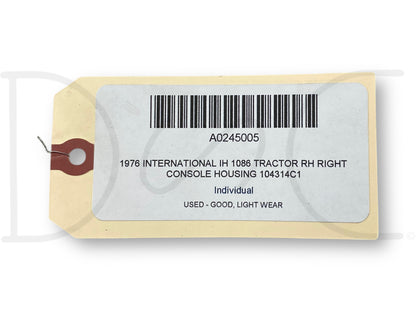 A0245005
1976 INTERNATIONAL IH 1086 TRACTOR RH RIGHT
CONSOLE HOUSING 104314C1
Individual
USED - GOOD, LIGHT WEAR